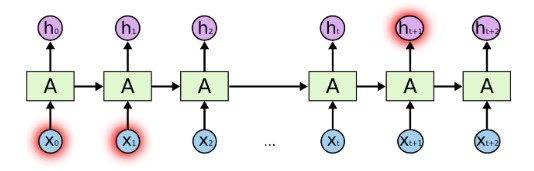 h₀ h₁ h₂ hₜ hₜ₊₁ hₜ₊₂
A A A A A A
x₀ x₁ x₂ ... xₜ xₜ₊₁ xₜ₊₂